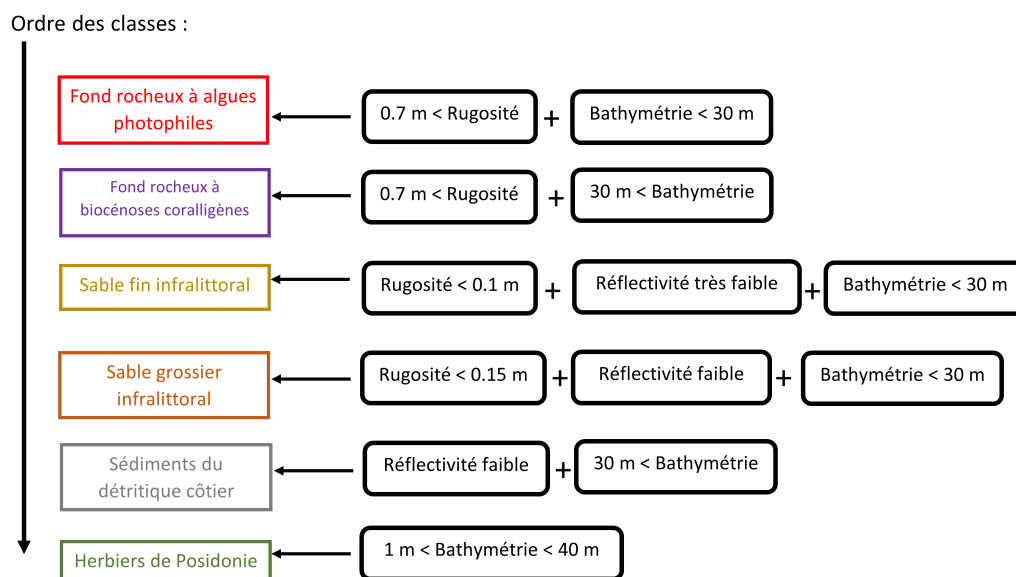 Ordre des classes :
Fond rocheux à algues
photophiles
0.7 m < Rugosité
+
Bathymétrie < 30 m
Fond rocheux à
biocénoses coralligènes
0.7 m < Rugosité
+
30 m < Bathymétrie
Sable fin infralittoral
Rugosité < 0.1 m
+
Réflectivité très faible
+
Bathymétrie < 30 m
Sable grossier
infralittoral
Rugosité < 0.15 m
+
Réflectivité faible
+
Bathymétrie < 30 m
Sédiments du
détritique côtier
Réflectivité faible
+
30 m < Bathymétrie
Herbiers de Posidonie
1 m < Bathymétrie < 40 m